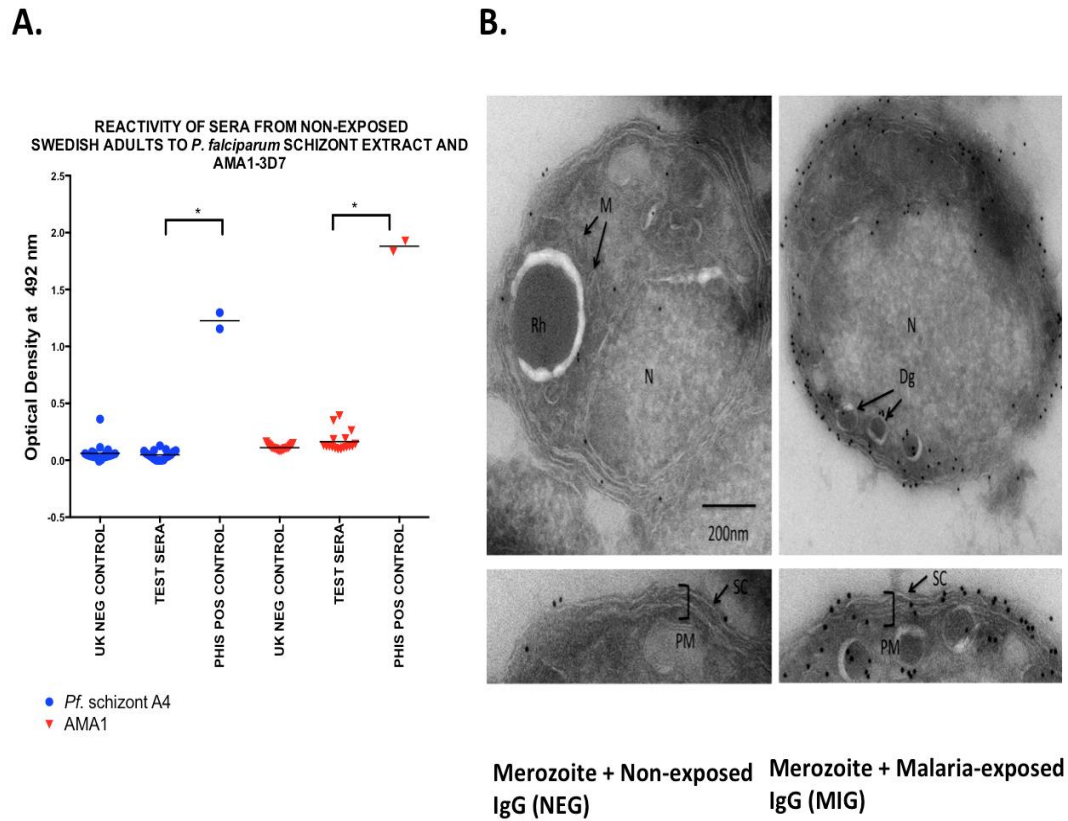 A.
B.
REACTIVITY OF SERA FROM NON-EXPOSED
SWEDISH ADULTS TO P. falciparum SCHIZONT EXTRACT AND
AMA1-3D7
Optical Density at 492 nm
2.5
2.0
1.5
1.0
0.5
0.0
-0.5
*
*
UK NEG CONTROL
TEST SERA
PHIS POS CONTROL
UK NEG CONTROL
TEST SERA
PHIS POS CONTROL
Pf. schizont A4
AMA1
M
Rh
N
200nm
N
Dg
SC
PM
SC
PM
Merozoite + Non-exposed
IgG (NEG)
Merozoite + Malaria-exposed
IgG (MIG)